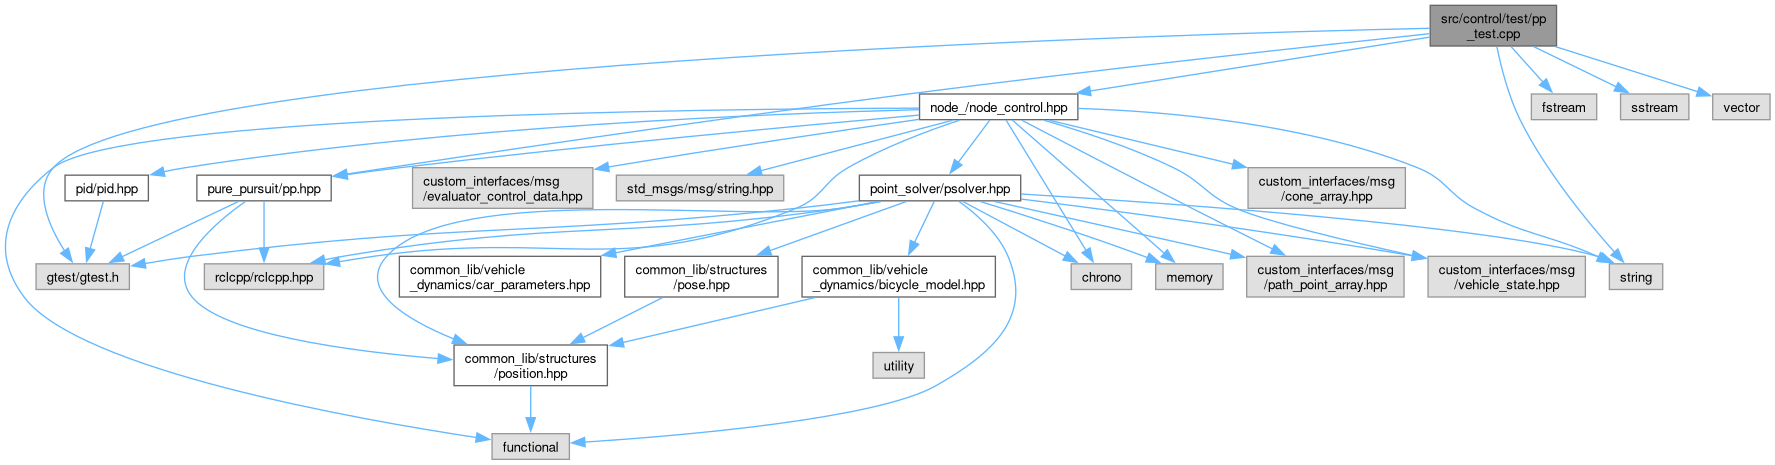 src/control/test/pp
_test.cpp
node_/node_control.hpp
fstream
sstream
vector
pid/pid.hpp
pure_pursuit/pp.hpp
custom_interfaces/msg
/evaluator_control_data.hpp
std_msgs/msg/string.hpp
point_solver/psolver.hpp
custom_interfaces/msg
/cone_array.hpp
gtest/gtest.h
rclcpp/rclcpp.hpp
common_lib/vehicle
_dynamics/car_parameters.hpp
common_lib/structures
/pose.hpp
common_lib/vehicle
_dynamics/bicycle_model.hpp
chrono
memory
custom_interfaces/msg
/path_point_array.hpp
custom_interfaces/msg
/vehicle_state.hpp
string
common_lib/structures
/position.hpp
utility
functional